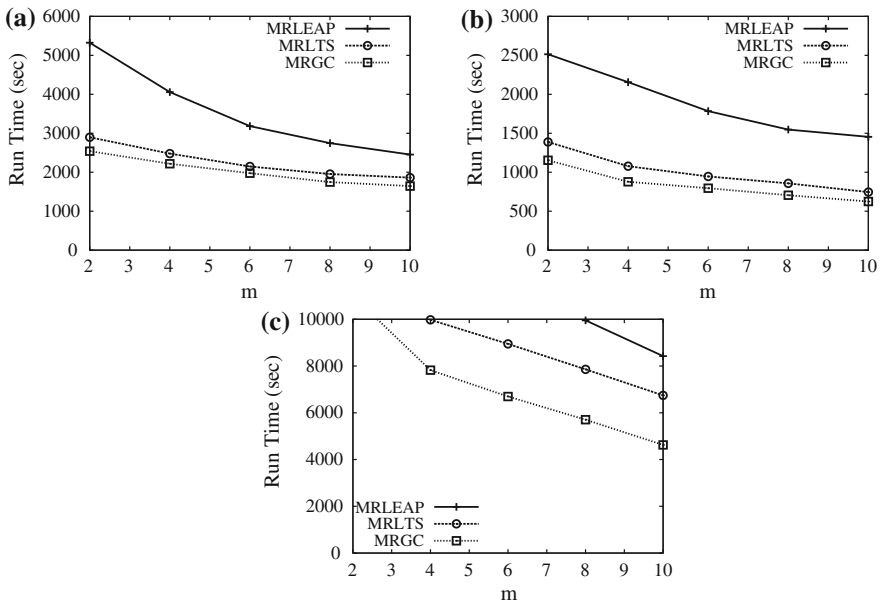 (a)
6000
5000
4000
3000
2000
1000
0
Run Time (sec)
MRLEAP
MRLTS
MRGC
2 3 4 5 6 7 8 9 10
m
(b)
3000
2500
2000
1500
1000
500
0
Run Time (sec)
MRLEAP
MRLTS
MRGC
2 3 4 5 6 7 8 9 10
m
(c)
10000
8000
6000
4000
2000
0
Run Time (sec)
MRLEAP
MRLTS
MRGC
2 3 4 5 6 7 8 9 10
m